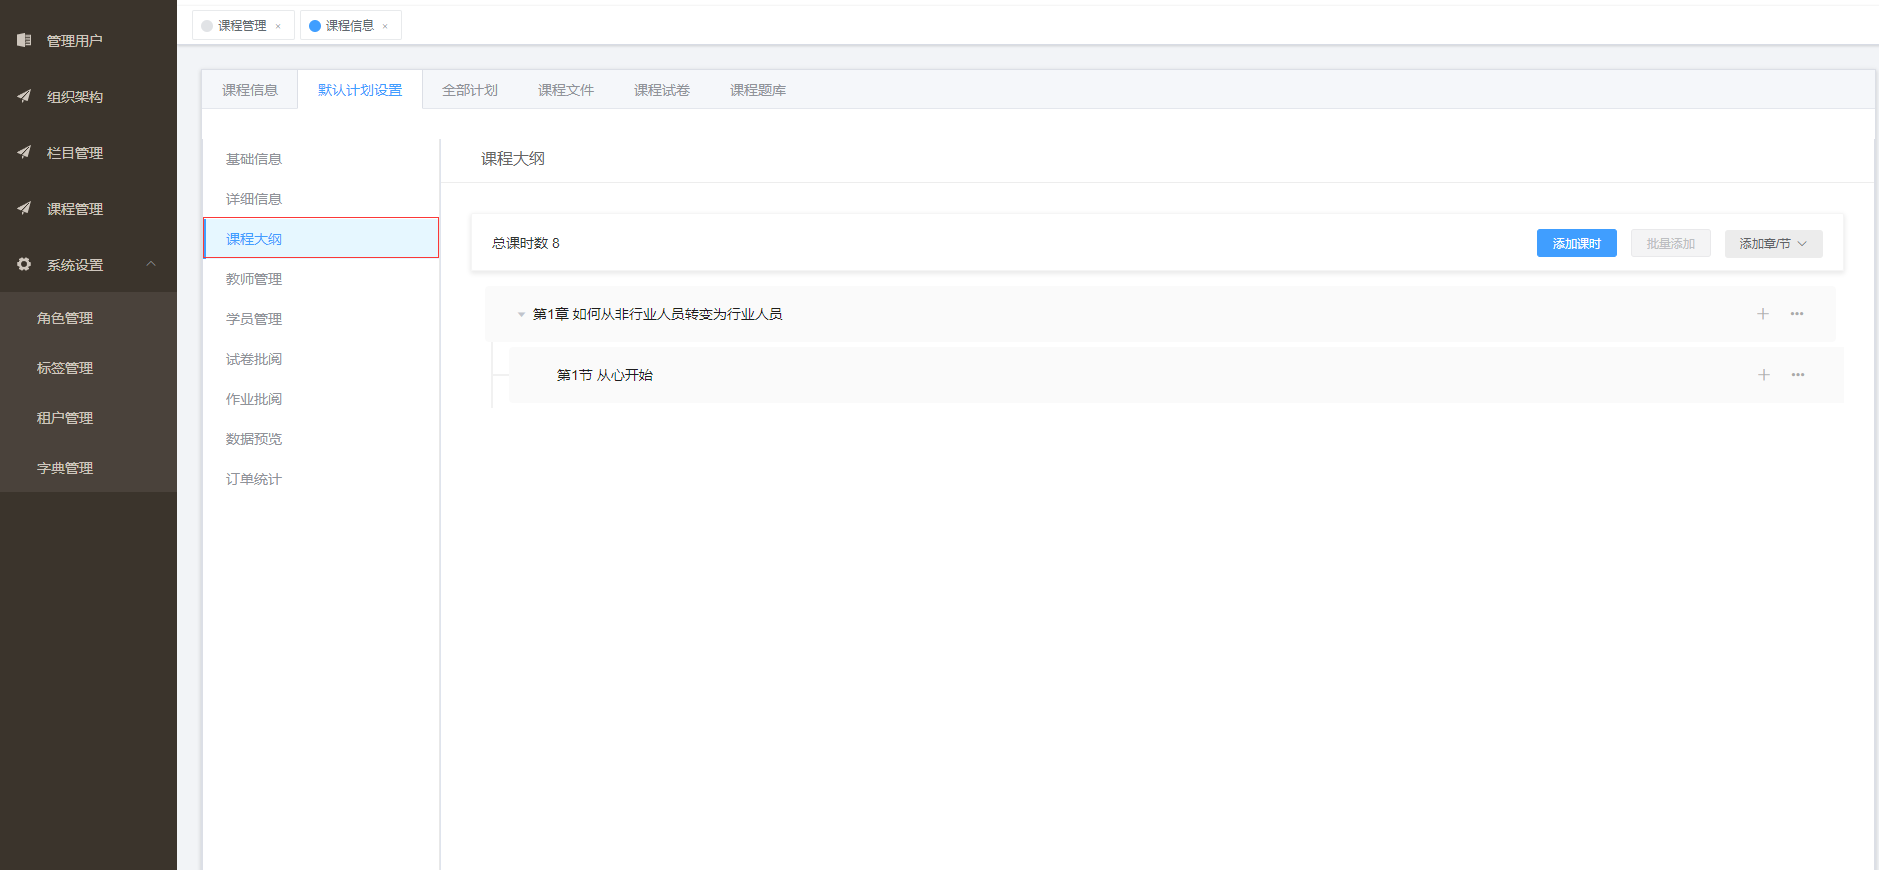 管理用户
组织架构
栏目管理
课程管理
系统设置
角色管理
标签管理
租户管理
字典管理
课程管理 ×
课程信息 ×
课程信息
默认计划设置
全部计划
课程文件
课程试卷
课程题库
基础信息
详细信息
课程大纲
教师管理
学员管理
试卷批阅
作业批阅
数据预览
订单统计
课程大纲
总课时数 8
添加课时
批量添加
添加章/节
第1章 如何从非行业人员转变为行业人员
第1节 从心开始